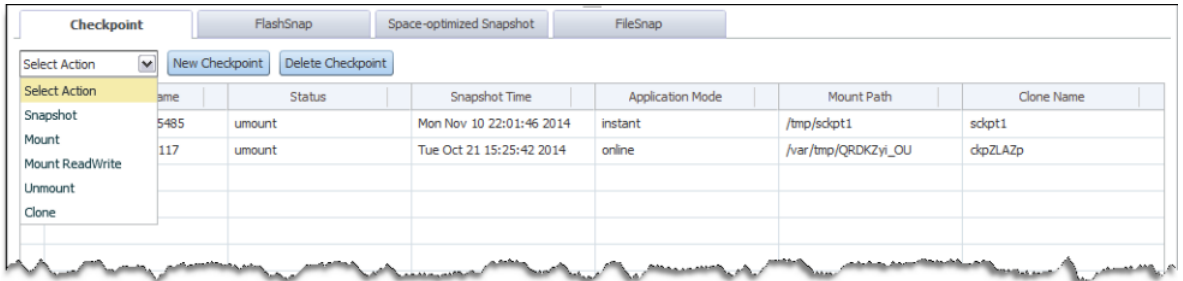 Checkpoint FlashSnap Space-optimized Snapshot FileSnap
Select Action New Checkpoint Delete Checkpoint
Select Action
Snapshot
Mount
Mount ReadWrite
Unmount
Clone
ame Status Snapshot Time Application Mode Mount Path Clone Name
5485 umount Mon Nov 10 22:01:46 2014 instant /tmp/sckpt1 sckpt1
117 umount Tue Oct 21 15:25:42 2014 online /var/tmp/QRDKZyi_OU ckpZLAZp